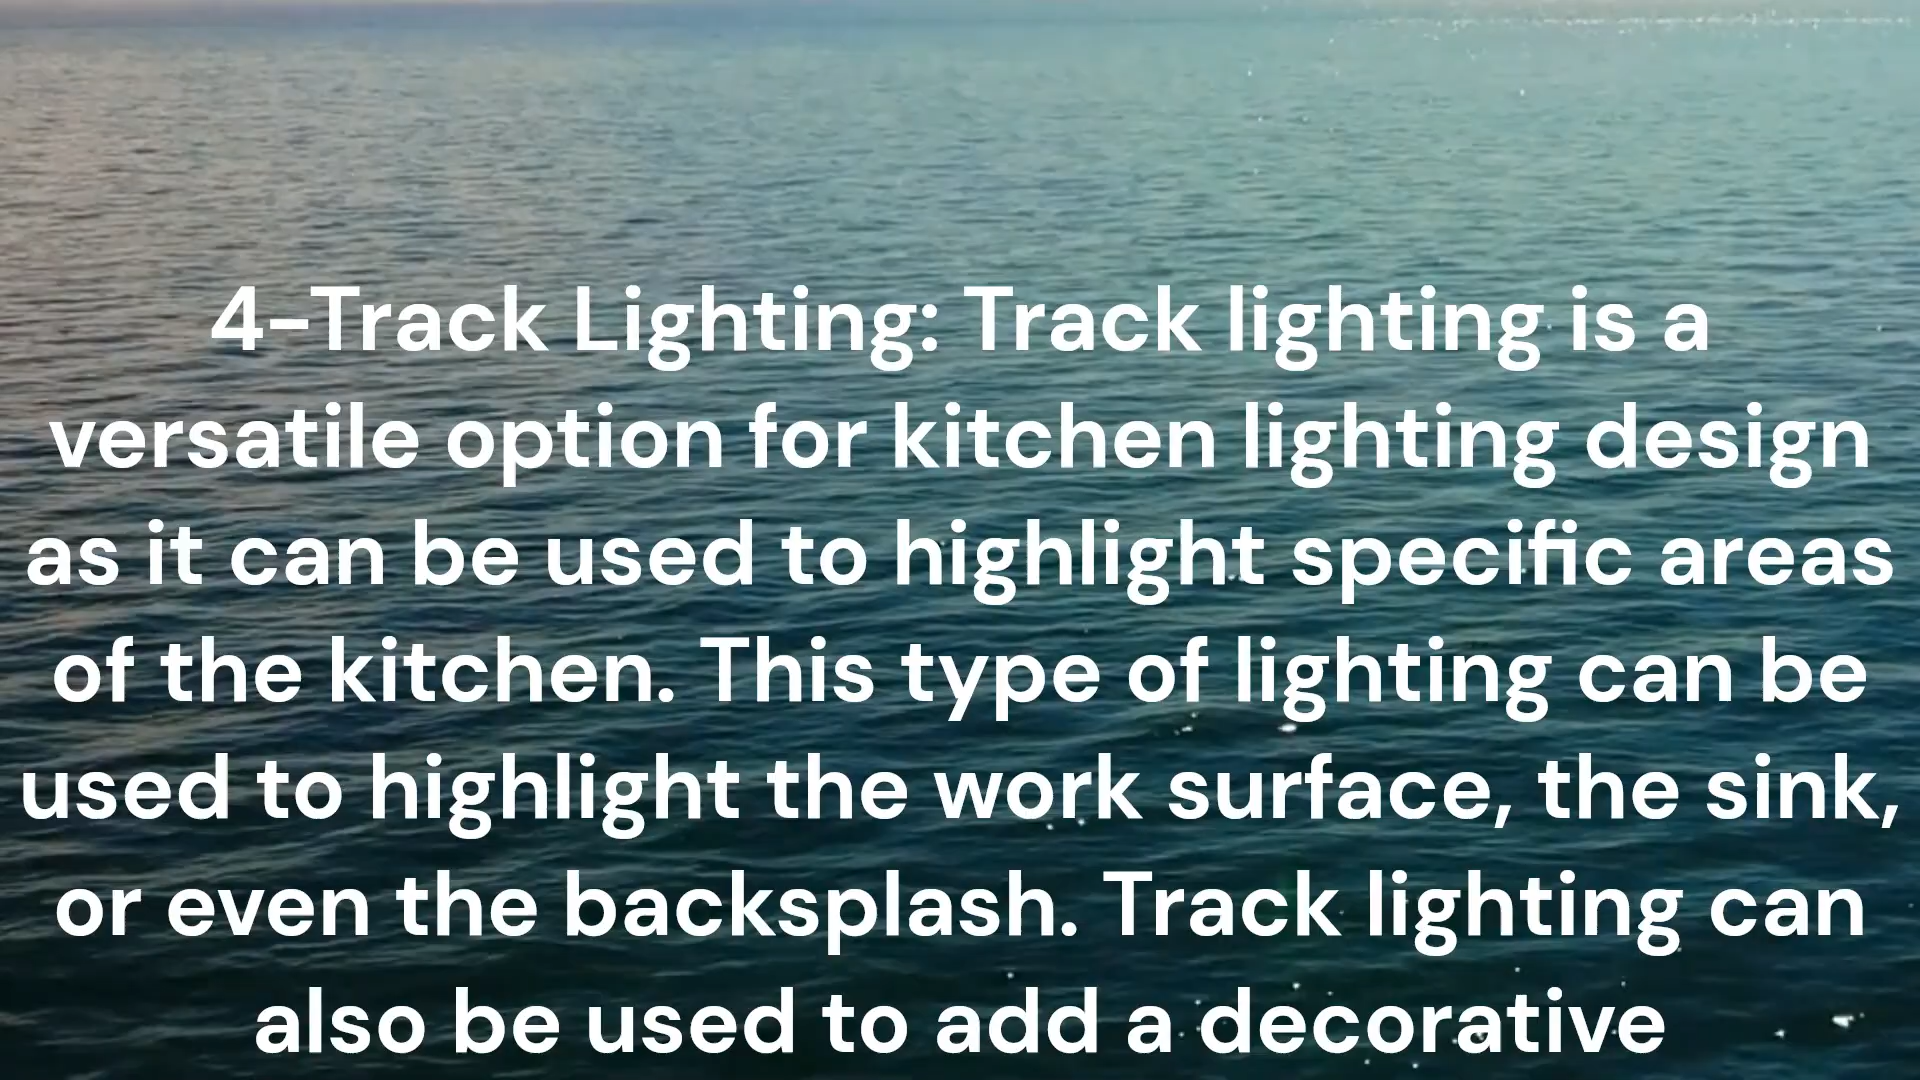 4-Track Lighting: Track lighting is a
versatile option for kitchen lighting design
as it can be used to highlight specific areas
of the kitchen. This type of lighting can be
used to highlight the work surface, the sink,
or even the backsplash. Track lighting can
also be used to add a decorative